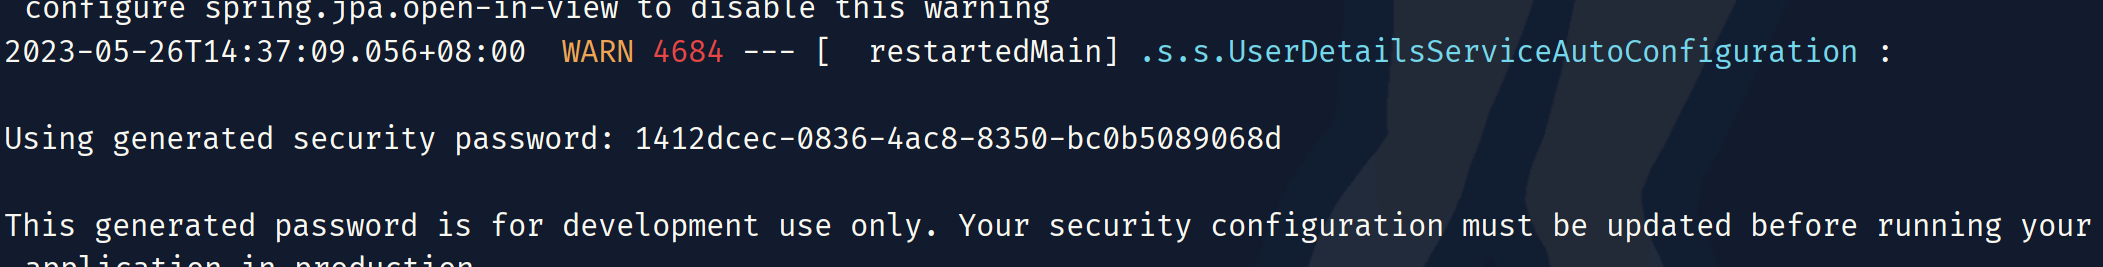 configure spring.jpa.open-in-view to disable this warning
2023-05-26T14:37:09.056+08:00  WARN 4684 --- [  restartedMain] .s.s.UserDetailsServiceAutoConfiguration :
Using generated security password: 1412dcec-0836-4ac8-8350-bc0b5089068d
This generated password is for development use only. Your security configuration must be updated before running your
application in production